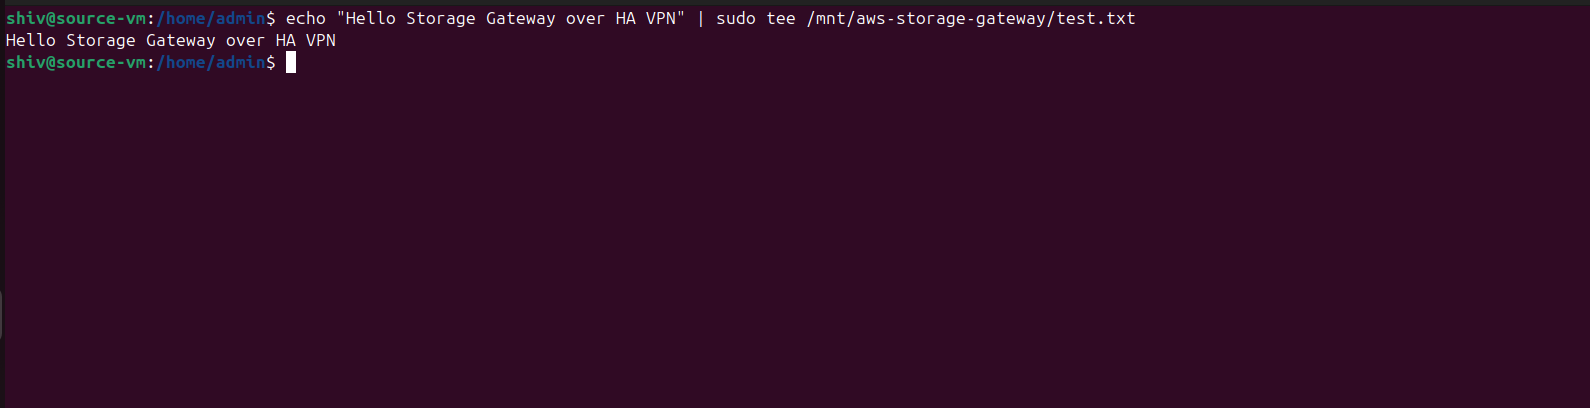 shiv@source-vm:/home/admin$ echo "Hello Storage Gateway over HA VPN" | sudo tee /mnt/aws-storage-gateway/test.txt
Hello Storage Gateway over HA VPN
shiv@source-vm:/home/admin$